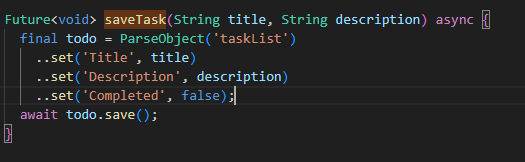 Future<void> saveTask(String title, String description) async {
  final todo = ParseObject('taskList')
    ..set('Title', title)
    ..set('Description', description)
    ..set('Completed', false);
  await todo.save();
}